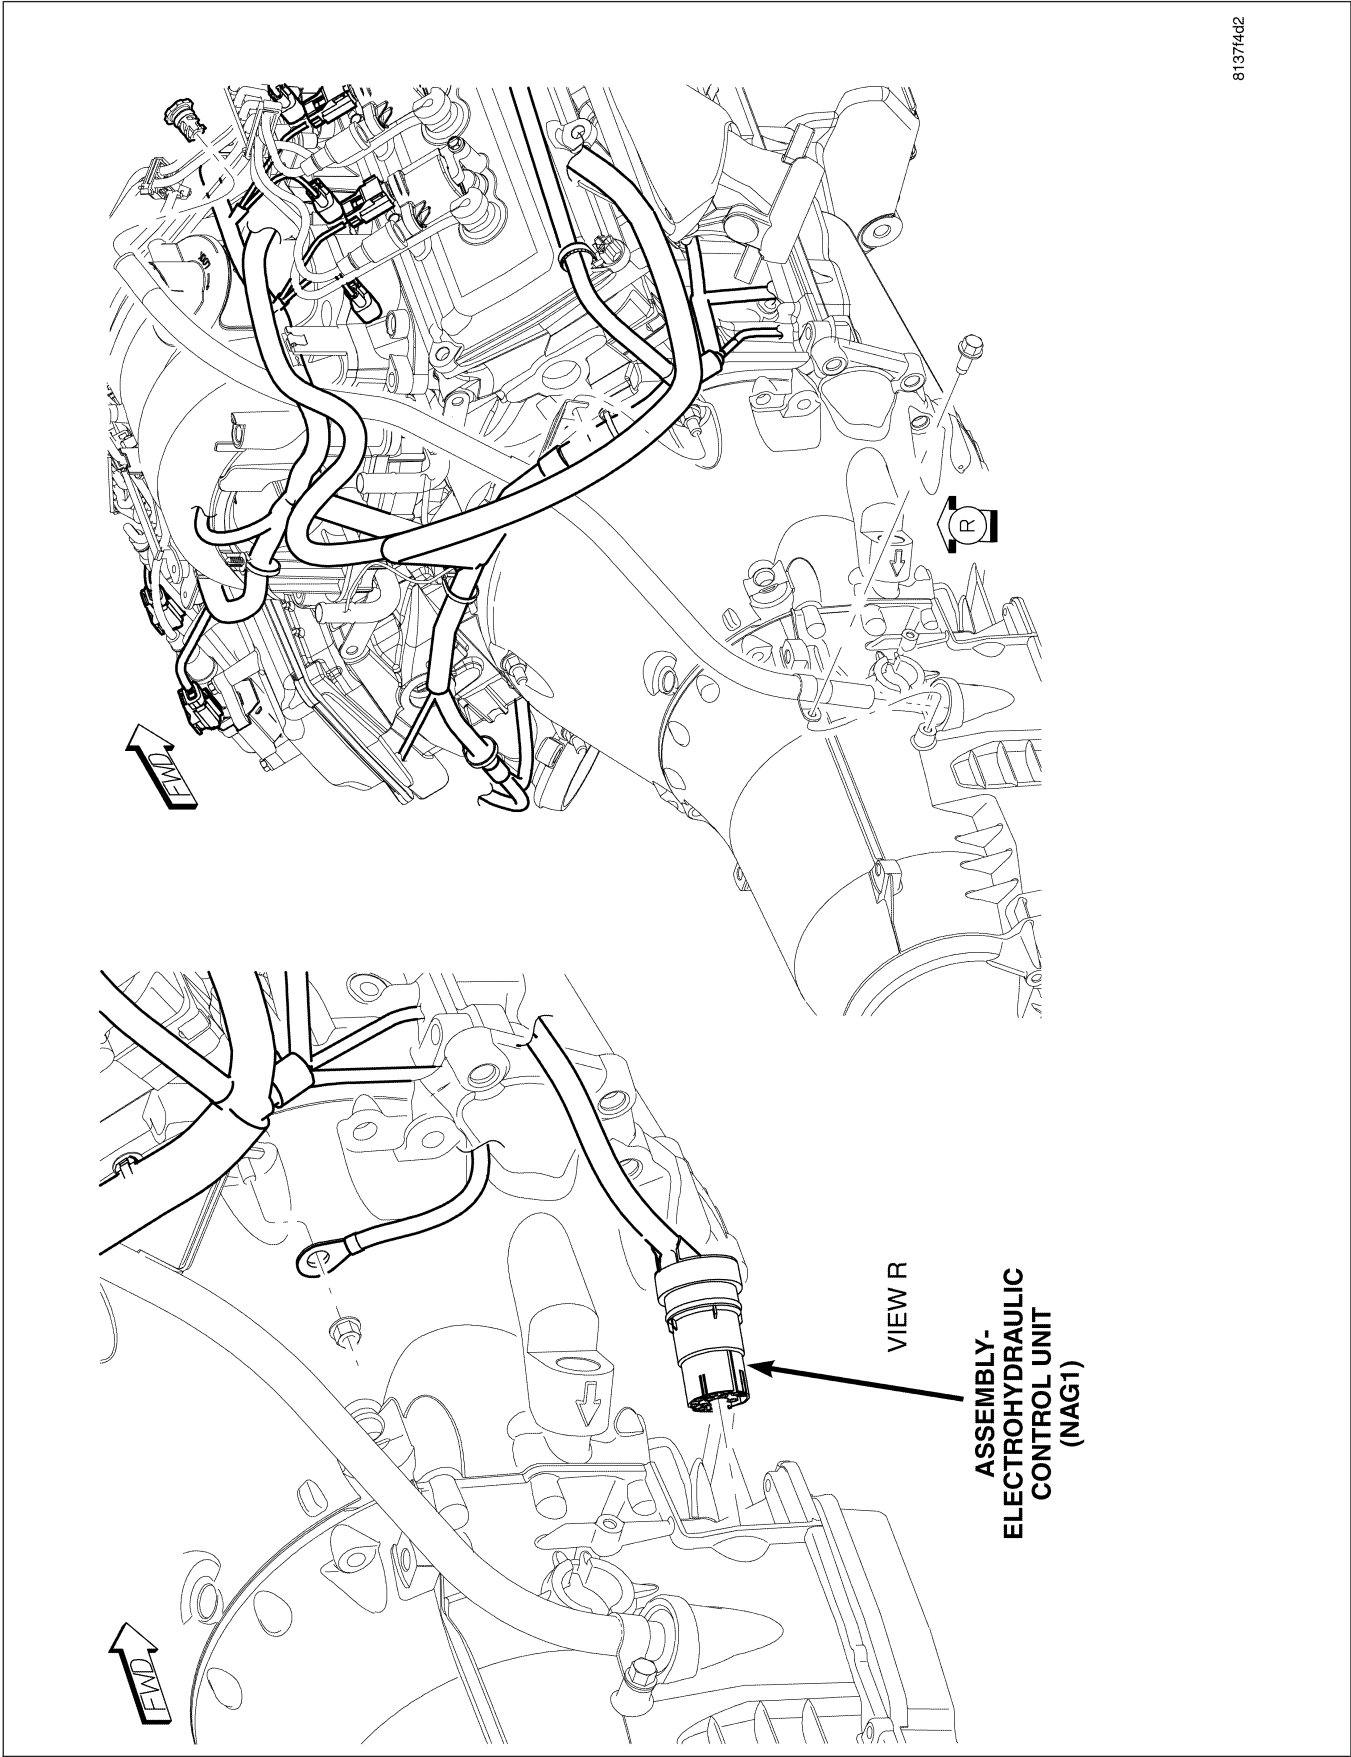 8137f4d2
FWD
R
FWD
VIEW R
ASSEMBLY-
ELECTROHYDRAULIC
CONTROL UNIT
(NAG1)